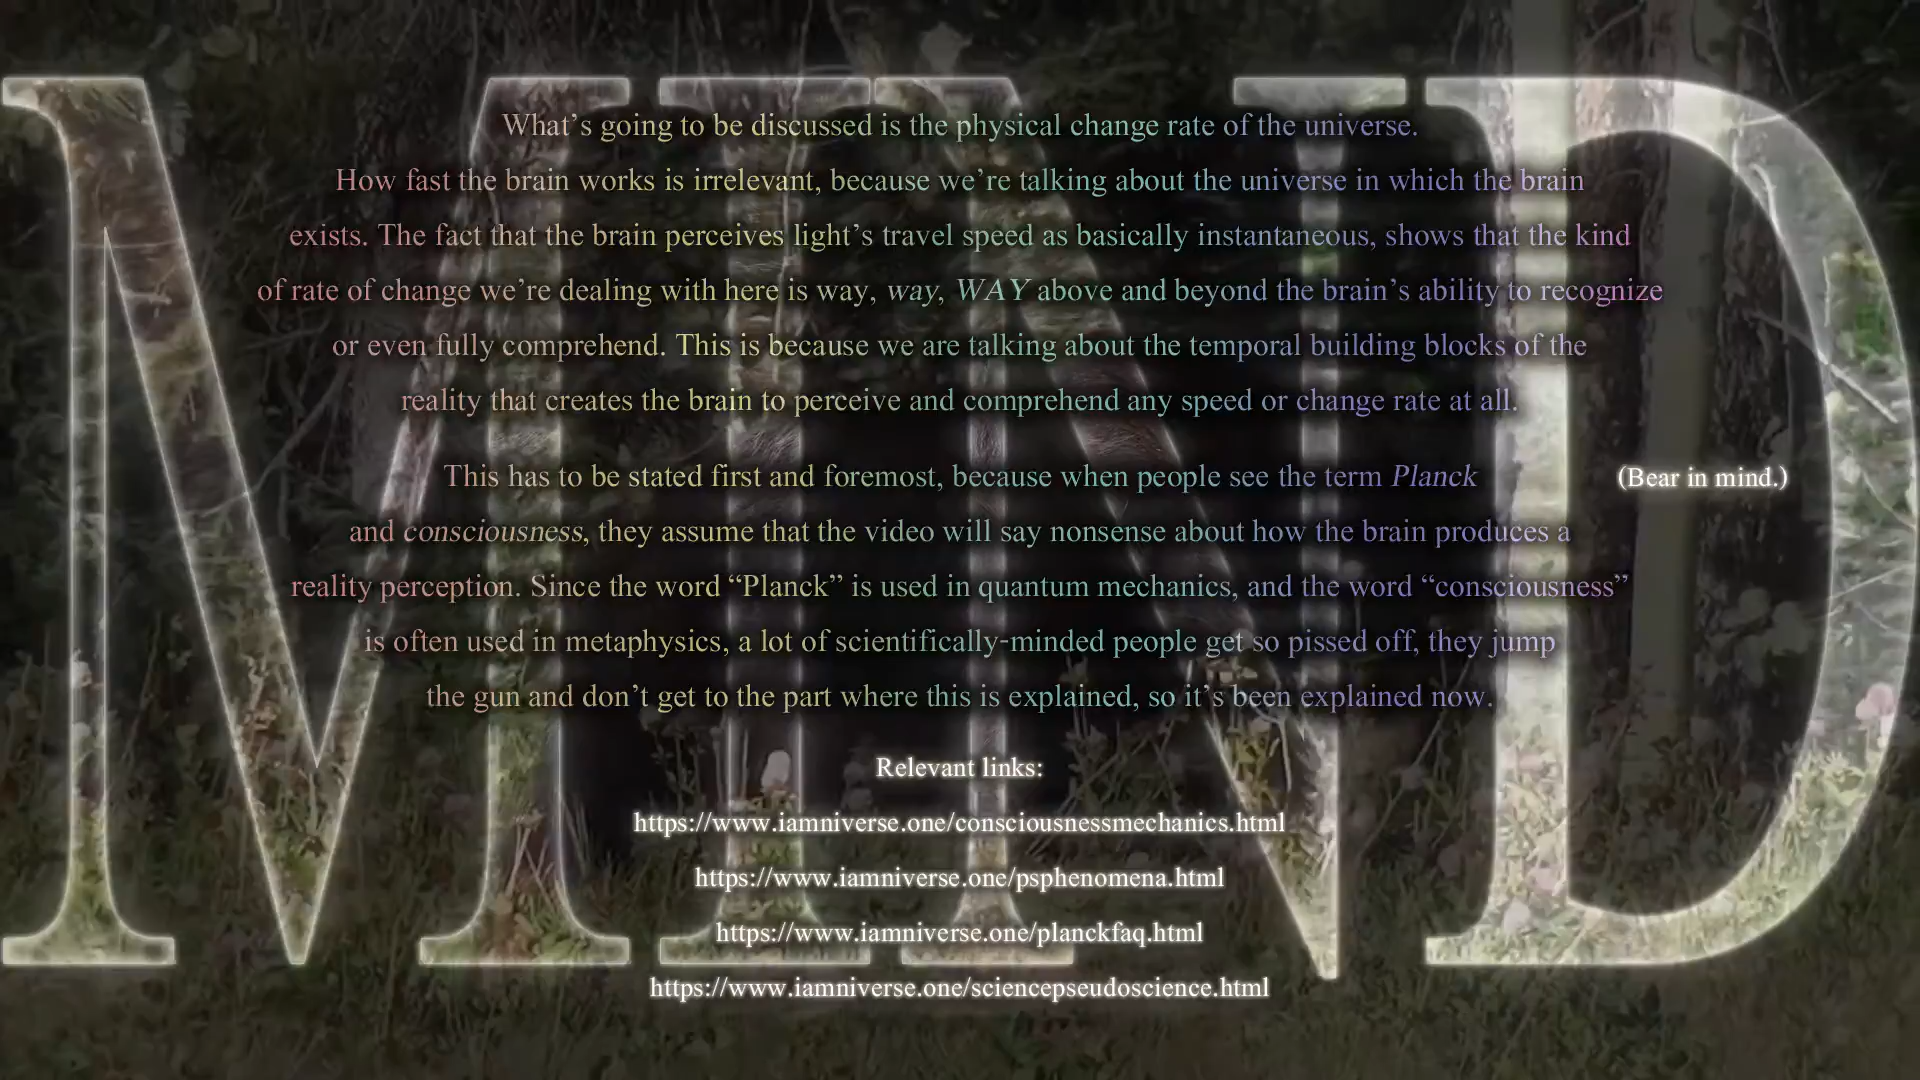 MIND
What’s going to be discussed is the physical change rate of the universe.
How fast the brain works is irrelevant, because we’re talking about the universe in which the brain
exists. The fact that the brain perceives light’s travel speed as basically instantaneous, shows that the kind
of rate of change we’re dealing with here is way, way, WAY above and beyond the brain’s ability to recognize
or even fully comprehend. This is because we are talking about the temporal building blocks of the
reality that creates the brain to perceive and comprehend any speed or change rate at all.
This has to be stated first and foremost, because when people see the term Planck
(Bear in mind.)
and consciousness, they assume that the video will say nonsense about how the brain produces a
reality perception. Since the word “Planck” is used in quantum mechanics, and the word “consciousness”
is often used in metaphysics, a lot of scientifically-minded people get so pissed off, they jump
the gun and don’t get to the part where this is explained, so it’s been explained now.
Relevant links:
https://www.iamniverse.one/consciousnessmechanics.html
https://www.iamniverse.one/psphenomena.html
https://www.iamniverse.one/planckfaq.html
https://www.iamniverse.one/sciencepseudoscience.html